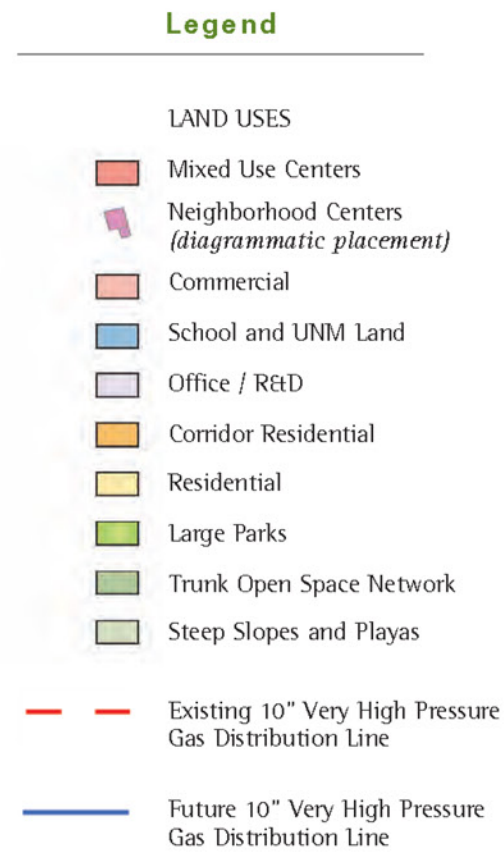 Legend
LAND USES
Mixed Use Centers
Neighborhood Centers
(diagrammatic placement)
Commercial
School and UNM Land
Office / R&D
Corridor Residential
Residential
Large Parks
Trunk Open Space Network
Steep Slopes and Playas
Existing 10" Very High Pressure
Gas Distribution Line
Future 10" Very High Pressure
Gas Distribution Line